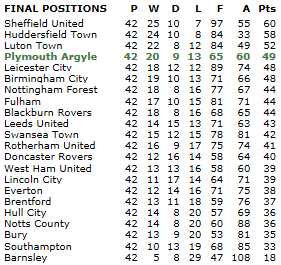 FINAL POSITIONS P W D L F A Pts
Sheffield United 42 25 10 7 97 55 60
Huddersfield Town 42 24 10 8 84 33 58
Luton Town 42 22 8 12 84 49 52
Plymouth Argyle 42 20 9 13 65 60 49
Leicester City 42 18 12 12 89 74 48
Birmingham City 42 19 10 13 71 66 48
Nottingham Forest 42 18 8 16 77 67 44
Fulham 42 17 10 15 81 71 44
Blackburn Rovers 42 18 8 16 68 65 44
Leeds United 42 14 15 13 71 63 43
Swansea Town 42 15 12 15 78 81 42
Rotherham United 42 16 9 17 75 74 41
Doncaster Rovers 42 12 16 14 58 64 40
West Ham United 42 13 13 16 58 60 39
Lincoln City 42 11 17 14 64 71 39
Everton 42 12 14 16 71 75 38
Brentford 42 13 11 18 59 76 37
Hull City 42 14 8 20 57 69 36
Notts County 42 14 8 20 60 88 36
Bury 42 13 9 20 53 81 35
Southampton 42 10 13 19 68 85 33
Barnsley 42 5 8 29 47 108 18